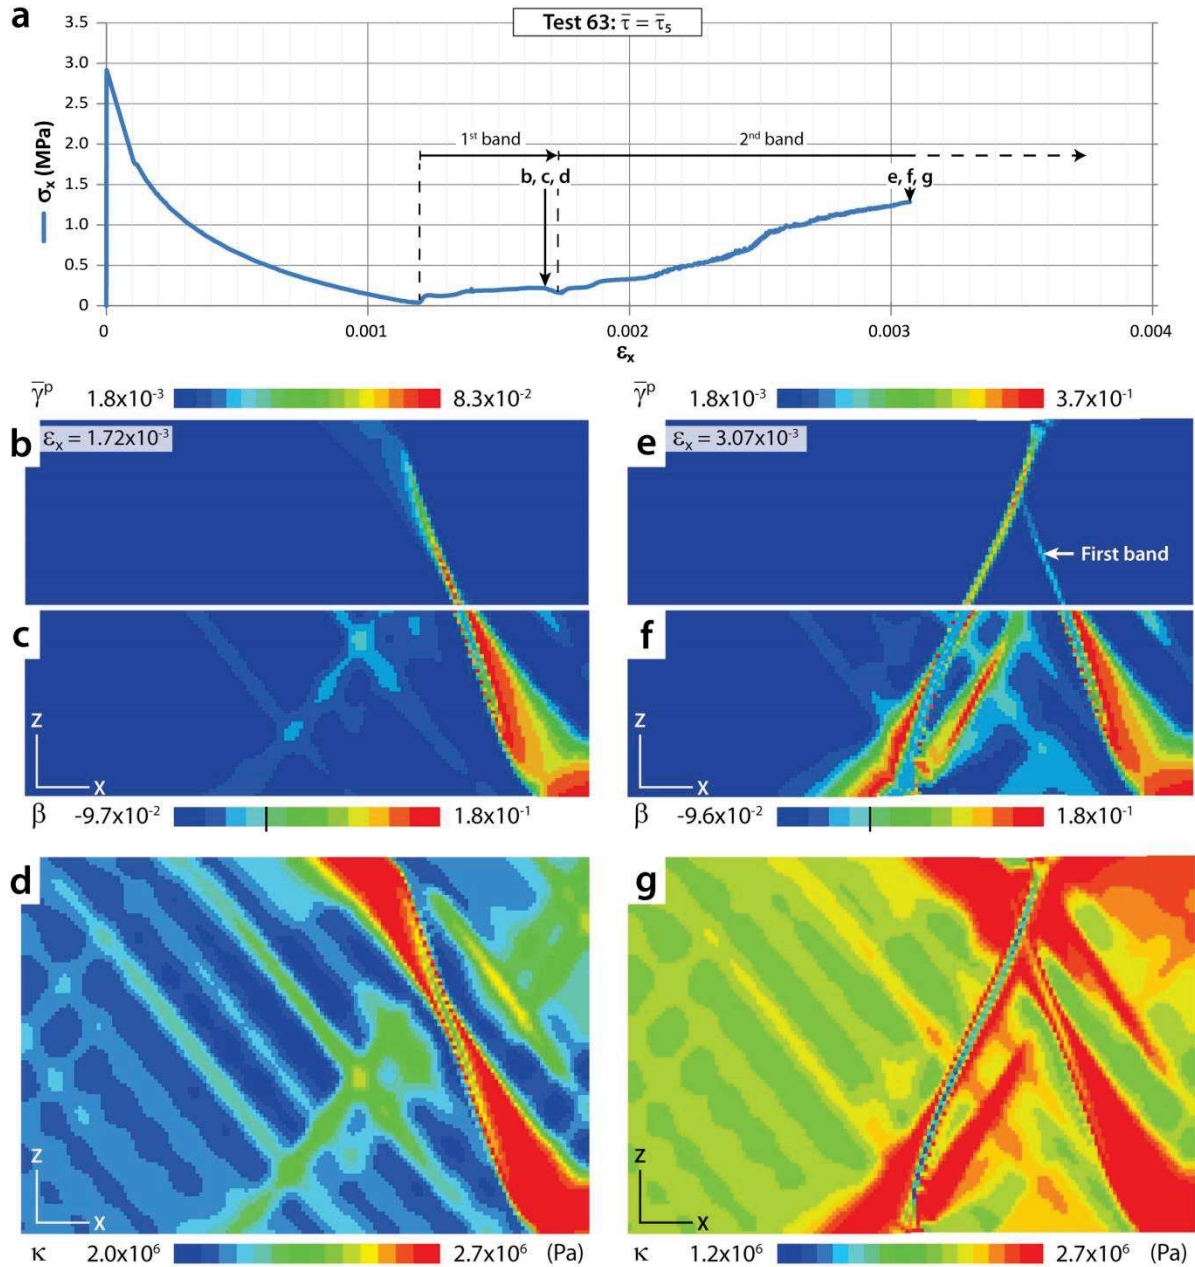 a
Test 63: τ̄ = τ̄₅
3.5
3.0
2.5
2.0
1.5
1.0
0.5
0
σₓ (MPa)
1ˢᵗ band
2ⁿᵈ band
b, c, d
e, f, g
0 0.001 0.002 0.003 0.004
εₓ
γ̄ᵖ 1.8x10⁻³ 8.3x10⁻²
γ̄ᵖ 1.8x10⁻³ 3.7x10⁻¹
b εₓ = 1.72x10⁻³
e εₓ = 3.07x10⁻³
First band
c
Z
X
f
β -9.7x10⁻² 1.8x10⁻¹
β -9.6x10⁻² 1.8x10⁻¹
d
Z
X
g
Z
X
κ 2.0x10⁶ 2.7x10⁶ (Pa)
κ 1.2x10⁶ 2.7x10⁶ (Pa)